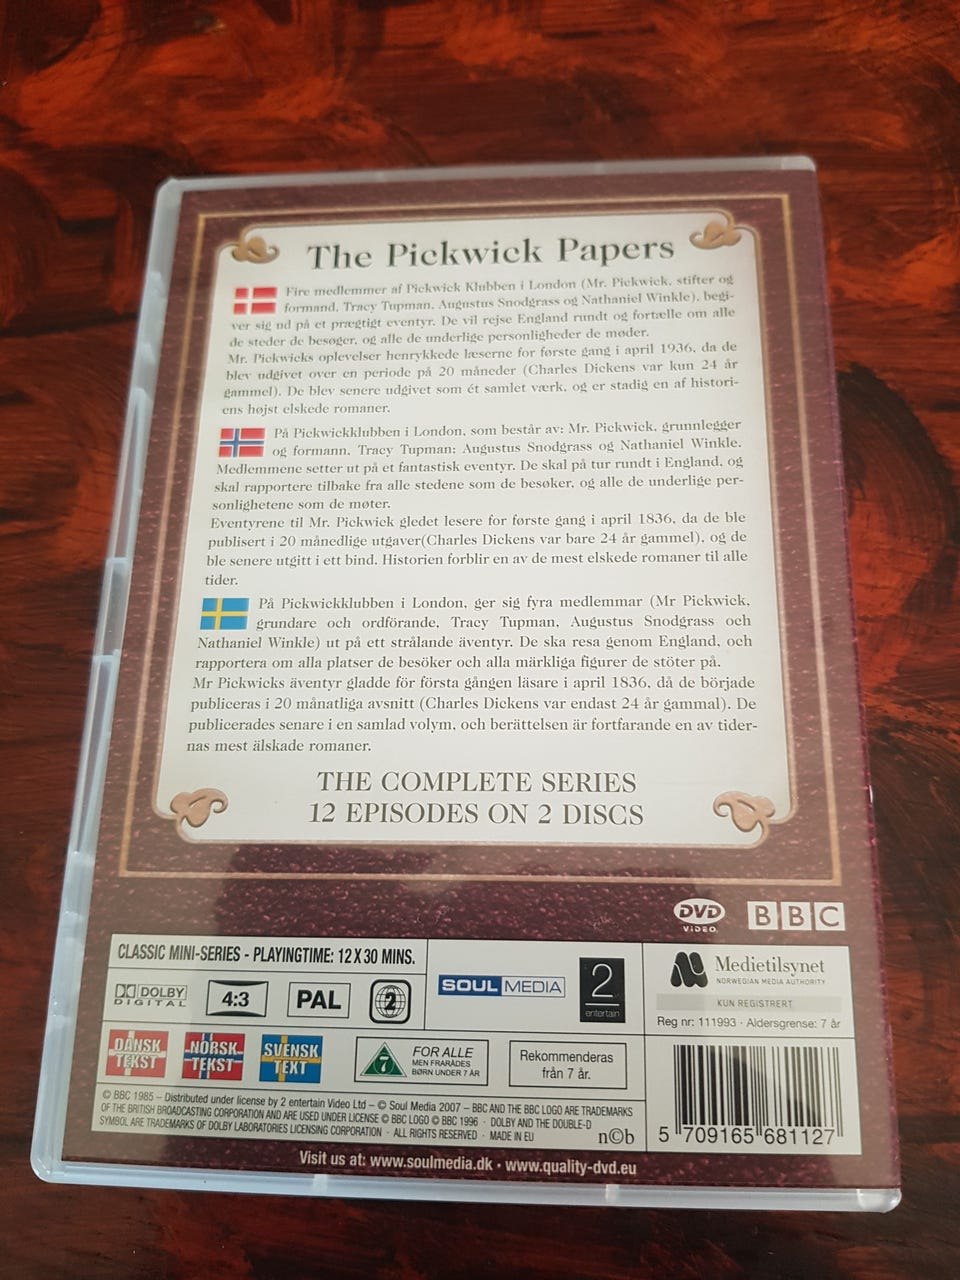 The Pickwick Papers
Fire medlemmer af Pickwick Klubben i London (Mr. Pickwick, stifter og
formand, Tracy Tupman, Augustus Snodgrass og Nathaniel Winkle), begi-
ver sig ud på et prægtigt eventyr. De vil rejse England rundt og fortælle om alle
de steder de besøger, og alle de underlige personligheder de møder.
Mr. Pickwicks oplevelser henrykkede læserne for første gang i april 1936, da de
blev udgivet over en periode på 20 måneder (Charles Dickens var kun 24 år
gammel). De blev senere udgivet som ét samlet værk, og er stadig en af histori-
ens højst elskede romaner.
På Pickwickklubben i London, som består av: Mr. Pickwick, grunnlegger
og formann, Tracy Tupman; Augustus Snodgrass og Nathaniel Winkle.
Medlemmene setter ut på et fantastisk eventyr. De skal på tur rundt i England, og
skal rapportere tilbake fra alle stedene som de besøker, og alle de underlige per-
sonlighetene som de møter.
Eventyrene til Mr. Pickwick gledet lesere for første gang i april 1836, da de ble
publisert i 20 månedlige utgaver(Charles Dickens var bare 24 år gammel), og de
ble senere utgitt i ett bind. Historien forblir en av de mest elskede romaner til alle
tider.
På Pickwickklubben i London, ger sig fyra medlemmar (Mr Pickwick,
grundare och ordförande, Tracy Tupman, Augustus Snodgrass och
Nathaniel Winkle) ut på ett strålande äventyr. De ska resa genom England, och
rapportera om alla platser de besöker och alla märkliga figurer de stöter på.
Mr Pickwicks äventyr gladde för första gången läsare i april 1836, då de började
publiceras i 20 månatliga avsnitt (Charles Dickens var endast 24 år gammal). De
publicerades senare i en samlad volym, och berättelsen är fortfarande en av tider-
nas mest älskade romaner.
THE COMPLETE SERIES
12 EPISODES ON 2 DISCS
DVD VIDEO
BBC
CLASSIC MINI-SERIES - PLAYINGTIME: 12 X 30 MINS.
DOLBY DIGITAL
4:3
PAL
2
SOUL MEDIA
2 entertain
Medietilsynet
NORWEGIAN MEDIA AUTHORITY
KUN REGISTRERT
Reg nr: 111993 · Aldersgrense: 7 år
DANSK TEKST
NORSK TEKST
SVENSK TEXT
7
FOR ALLE
MEN FRARÅDES
BØRN UNDER 7 ÅR
Rekommenderas
från 7 år.
© BBC 1985 – Distributed under license by 2 entertain Video Ltd – © Soul Media 2007 – BBC AND THE BBC LOGO ARE TRADEMARKS
OF THE BRITISH BROADCASTING CORPORATION AND ARE USED UNDER LICENSE © BBC LOGO © BBC 1996 · DOLBY AND THE DOUBLE-D
SYMBOL ARE TRADEMARKS OF DOLBY LABORATORIES LICENSING CORPORATION · ALL RIGHTS RESERVED · MADE IN EU
n©b
5 709165 681127
Visit us at: www.soulmedia.dk · www.quality-dvd.eu